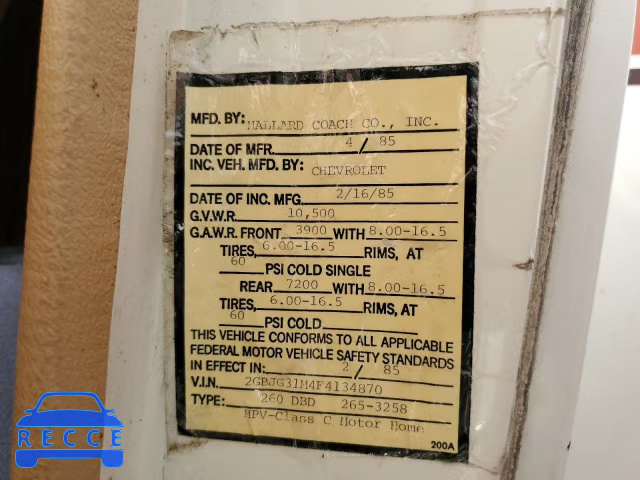 MFD. BY: MALLARD COACH CO., INC.
DATE OF MFR 4 / 85
INC. VEH. MFD. BY: CHEVROLET
DATE OF INC. MFG. 2/16/85
G.V.W.R. 10,500
G.A.W.R. FRONT 3900 WITH 8.00-16.5
TIRES, 6.00-16.5 RIMS, AT
60 PSI COLD SINGLE
REAR 7200 WITH 8.00-16.5
TIRES, 6.00-16.5 RIMS, AT
60 PSI COLD
THIS VEHICLE CONFORMS TO ALL APPLICABLE
FEDERAL MOTOR VEHICLE SAFETY STANDARDS
IN EFFECT IN: 2 / 85
V.I.N. 2GBJG31M4F4134870
TYPE: 260 DBD 265-3258
MPV-Class C Motor Home
200A
RECCE